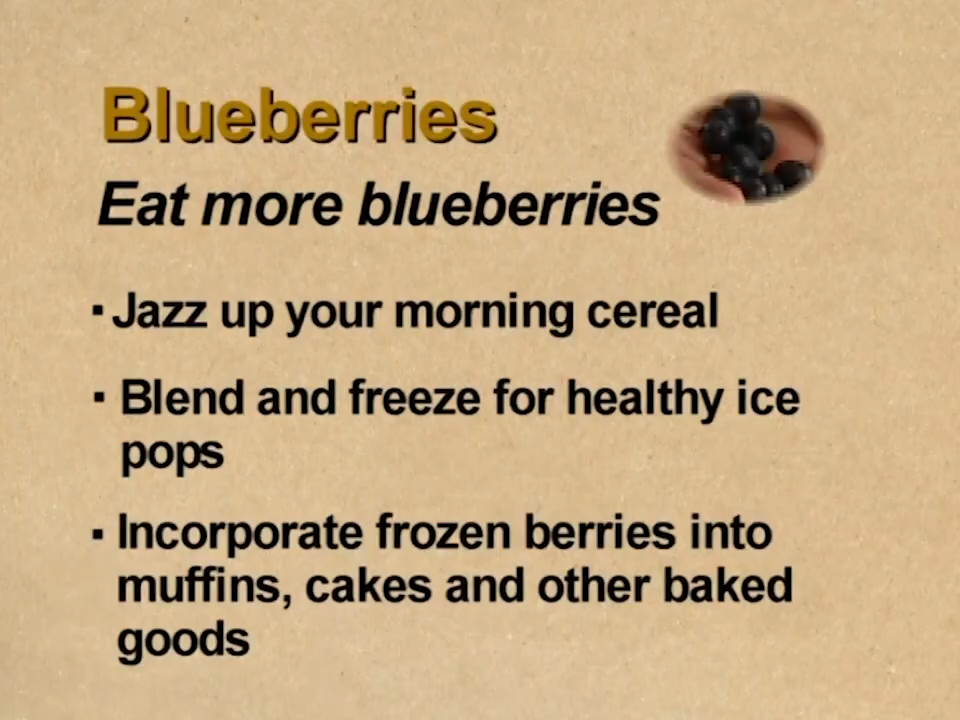 Blueberries
Eat more blueberries
▪ Jazz up your morning cereal
▪ Blend and freeze for healthy ice
pops
▪ Incorporate frozen berries into
muffins, cakes and other baked
goods